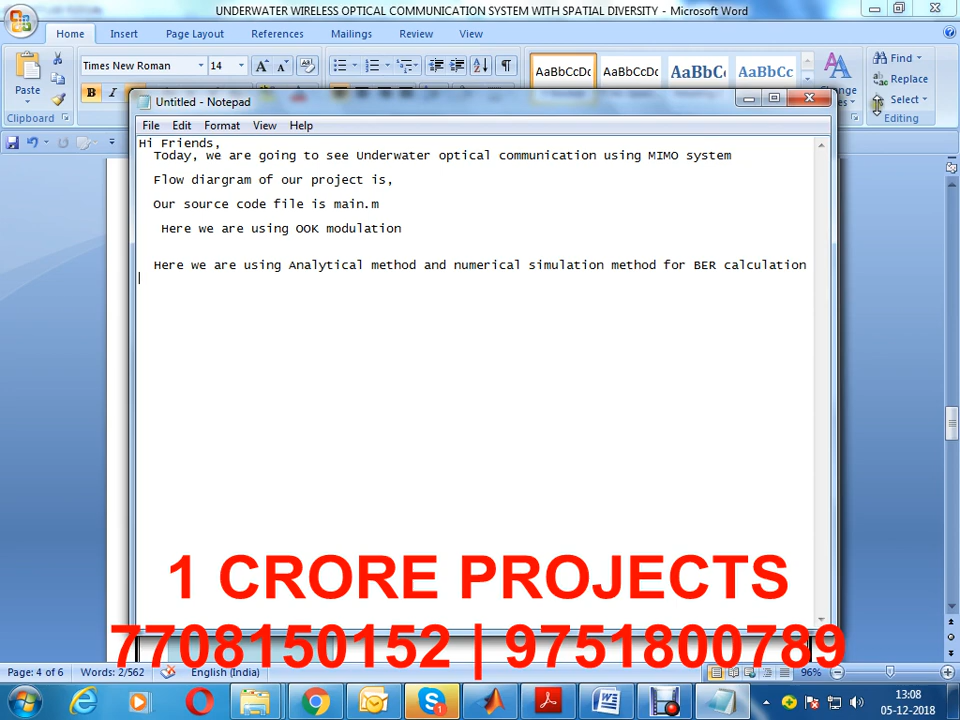 UNDERWATER WIRELESS OPTICAL COMMUNICATION SYSTEM WITH SPATIAL DIVERSITY - Microsoft Word
Home Insert Page Layout References Mailings Review View
Times New Roman 14 AaBbCcDc AaBbCcDc AaBbC AaBbCc Find
Replace
Paste B I Change Select
Clipboard Editing
Untitled - Notepad
File Edit Format View Help
Hi Friends,
Today, we are going to see Underwater optical communication using MIMO system
Flow diargram of our project is,
Our source code file is main.m
Here we are using OOK modulation
Here we are using Analytical method and numerical simulation method for BER calculation
1 CRORE PROJECTS
7708150152 | 9751800789
Page: 4 of 6 Words: 2/562 English (India) 96%
13:08
05-12-2018